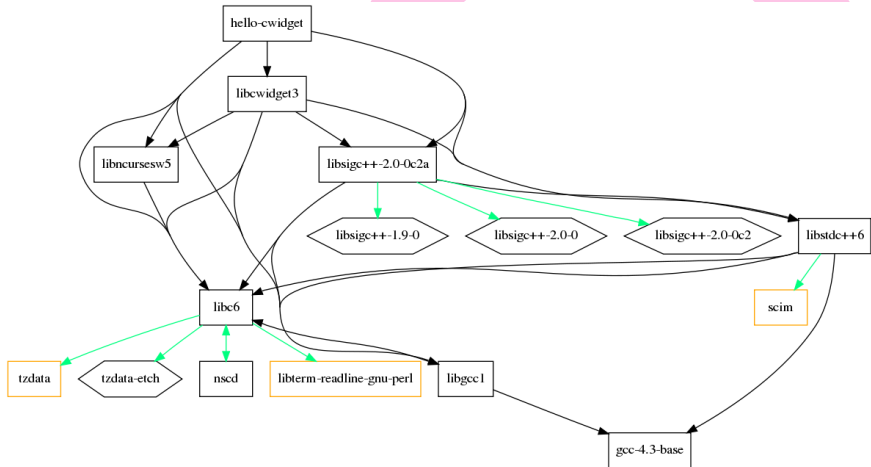 hello-cwidget
libcwidget3
libncursesw5
libsigc++-2.0-0c2a
libsigc++-1.9-0
libsigc++-2.0-0
libsigc++-2.0-0c2
libstdc++6
libc6
scim
tzdata
tzdata-etch
nscd
libterm-readline-gnu-perl
libgcc1
gcc-4.3-base